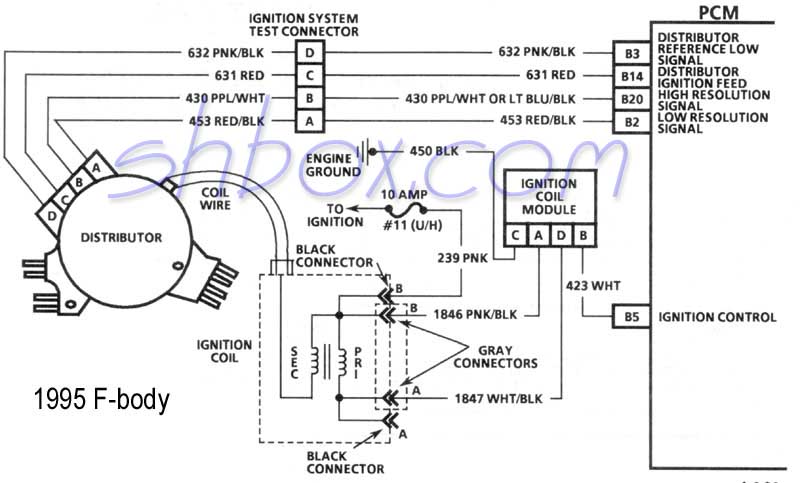 IGNITION SYSTEM
TEST CONNECTOR
PCM
632 PNK/BLK
D
632 PNK/BLK
B3
DISTRIBUTOR
REFERENCE LOW
SIGNAL
631 RED
C
631 RED
B14
DISTRIBUTOR
IGNITION FEED
430 PPL/WHT
B
430 PPL/WHT OR LT BLU/BLK
B20
HIGH RESOLUTION
SIGNAL
453 RED/BLK
A
453 RED/BLK
B2
LOW RESOLUTION
SIGNAL
shbox.com
ENGINE
GROUND
450 BLK
A
B
C
D
COIL
WIRE
DISTRIBUTOR
TO
IGNITION
10 AMP
#11 (U/H)
IGNITION
COIL
MODULE
C
A
D
B
239 PNK
423 WHT
BLACK
CONNECTOR
B
B
1846 PNK/BLK
B5
IGNITION CONTROL
IGNITION
COIL
SEC
PRI
GRAY
CONNECTORS
A
1847 WHT/BLK
A
BLACK
CONNECTOR
1995 F-body